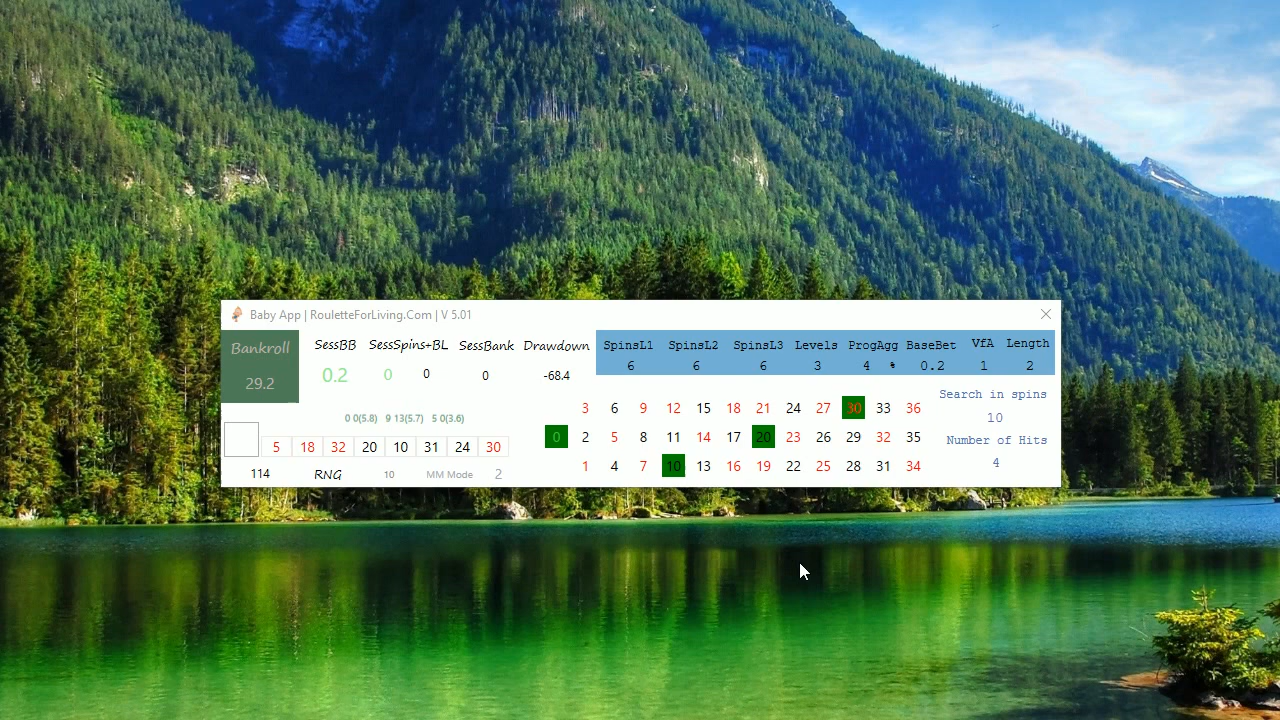 Baby App | RouletteForLiving.Com | V 5.01
Bankroll SessBB SessSpins+BL SessBank Drawdown SpinsL1 SpinsL2 SpinsL3 Levels ProgAgg BaseBet VfA Length
29.2 0.2 0 0 0 -68.4 6 6 6 3 4 % 0.2 1 2
Search in spins
3 6 9 12 15 18 21 24 27 30 33 36
10
0 0(5.8) 9 13(5.7) 5 0(3.6)
0 2 5 8 11 14 17 20 23 26 29 32 35
Number of Hits
5 18 32 20 10 31 24 30
1 4 7 10 13 16 19 22 25 28 31 34
4
114 RNG 10 MM Mode 2